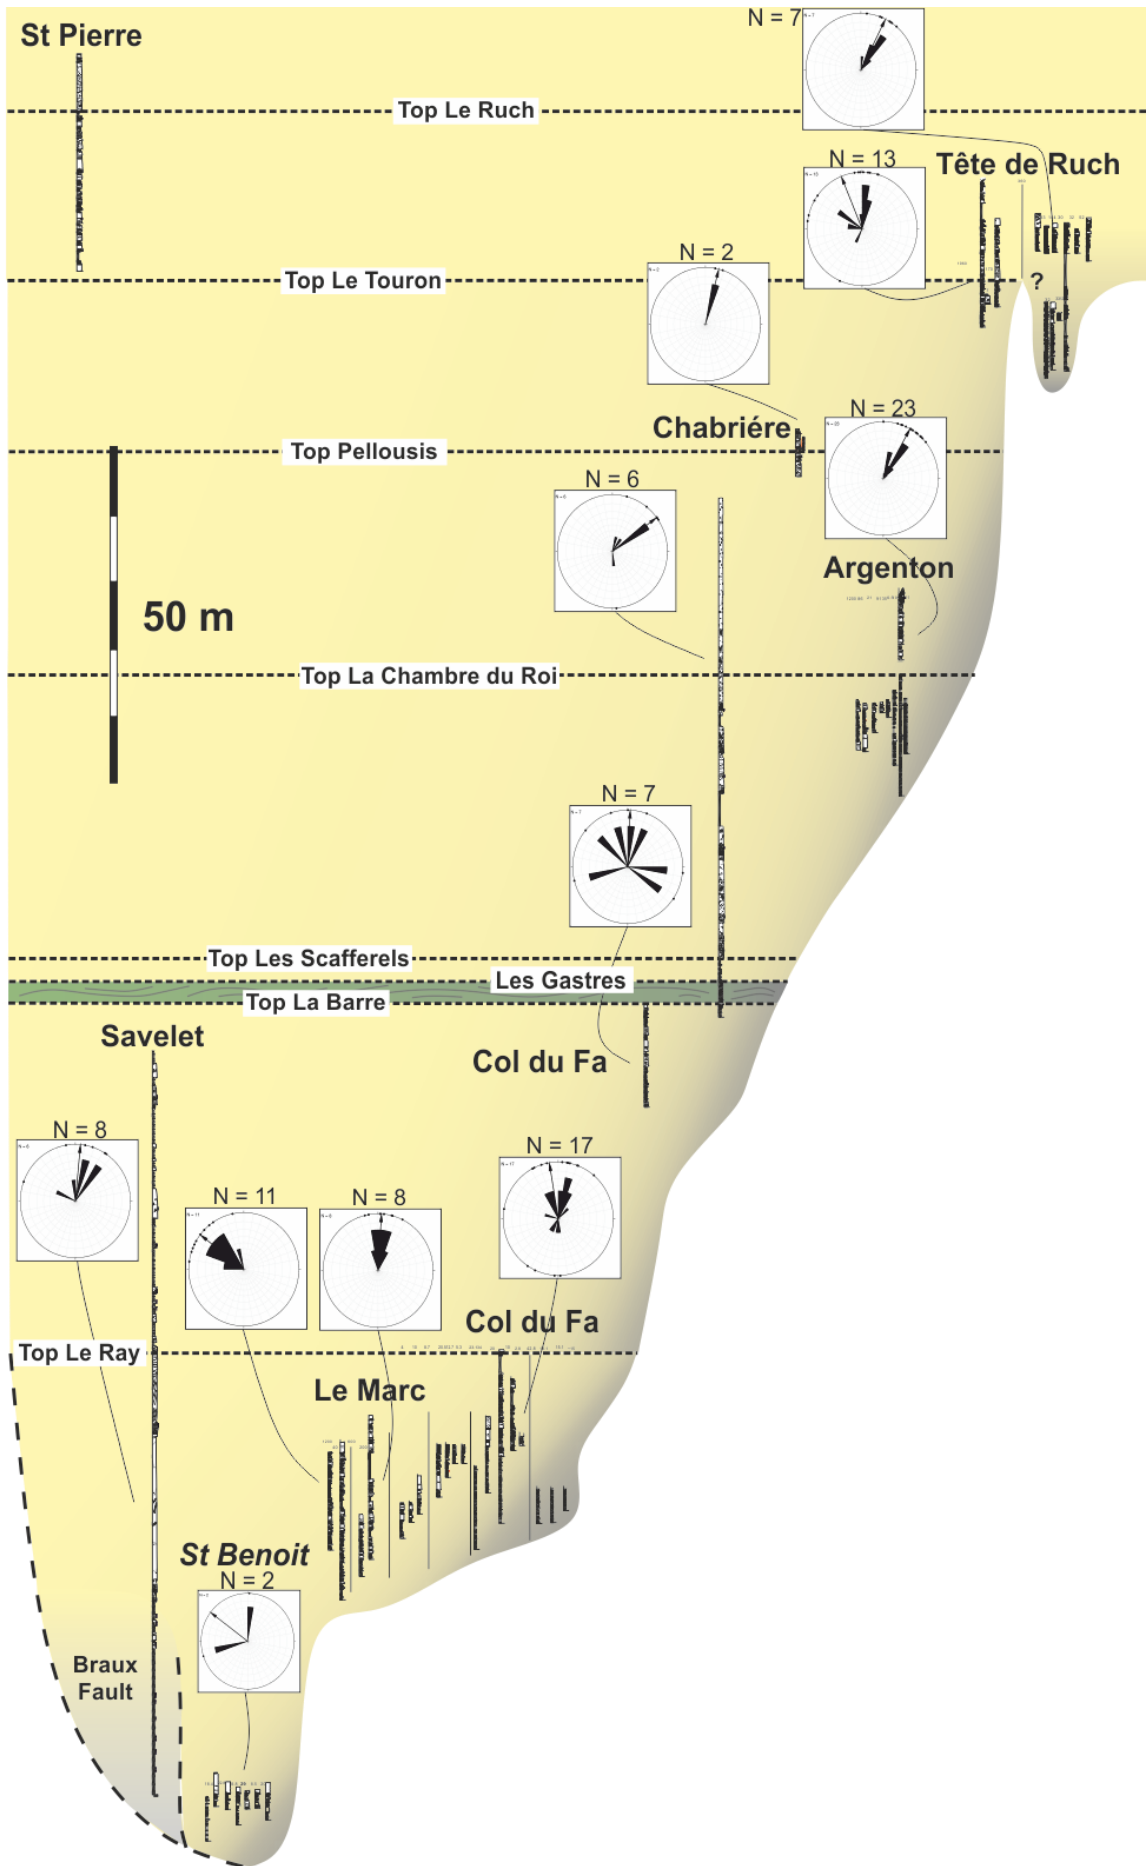 N = 7
St Pierre
Top Le Ruch
N = 13
Tête de Ruch
N = 2
Top Le Touron
?
N = 23
Chabriére
Top Pellousis
N = 6
Argenton
50 m
Top La Chambre du Roi
N = 7
Top Les Scafferels
Les Gastres
Top La Barre
Savelet
Col du Fa
N = 8
N = 17
N = 11
N = 8
Col du Fa
Top Le Ray
Le Marc
St Benoit
N = 2
Braux
Fault